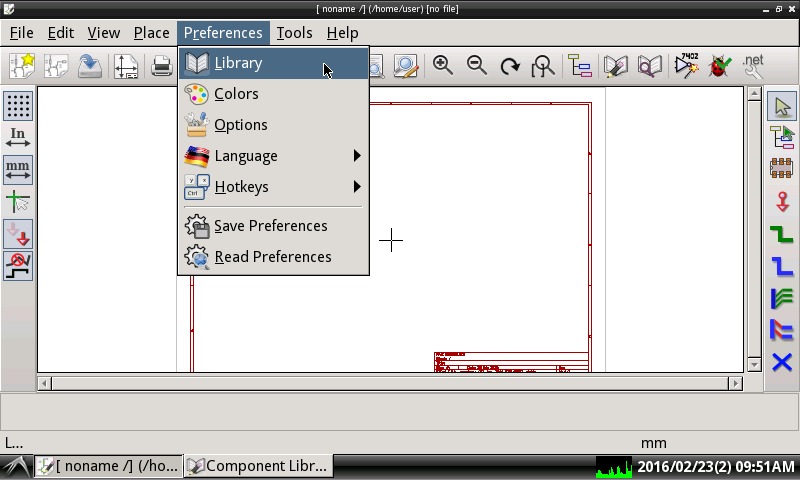 [ noname /] (/home/user) [no file]
File Edit View Place Preferences Tools Help
Library
7402
.net
Colors
In
Options
mm
Language
Hotkeys
Ctrl
Save Preferences
Read Preferences
L...
mm
[ noname /] (/ho...
Component Libr...
2016/02/23(2) 09:51AM